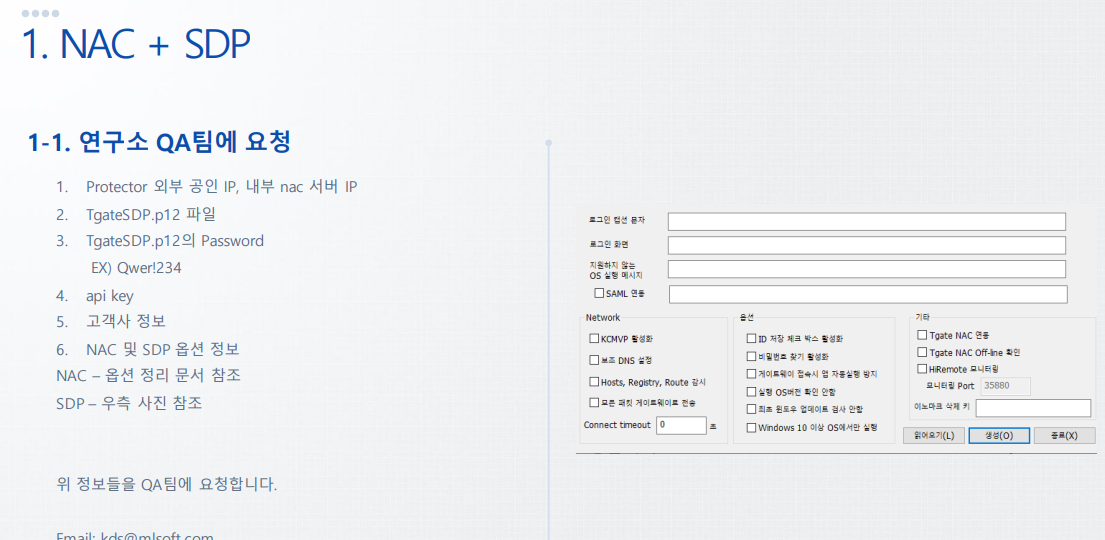 1. NAC + SDP
1-1. 연구소 QA팀에 요청
1. Protector 외부 공인 IP, 내부 nac 서버 IP
2. TgateSDP.p12 파일
3. TgateSDP.p12의 Password
EX) Qwer!234
4. api key
5. 고객사 정보
6. NAC 및 SDP 옵션 정보
NAC – 옵션 정리 문서 참조
SDP – 우측 사진 참조
위 정보들을 QA팀에 요청합니다.
Email: kds@mlsoft.com
로그인 캡션 문자
로그인 화면
지원하지 않는
OS 실행 메시지
SAML 연동
Network
KCMVP 활성화
보조 DNS 설정
Hosts, Registry, Route 감시
모든 패킷 게이트웨이로 전송
Connect timeout 0 초
옵션
ID 저장 체크 박스 활성화
비밀번호 찾기 활성화
게이트웨이 접속시 앱 자동실행 방지
실행 OS버전 확인 안함
최초 윈도우 업데이트 검사 안함
Windows 10 이상 OS에서만 실행
기타
Tgate NAC 연동
Tgate NAC Off-line 확인
HiRemote 모니터링
모니터링 Port 35880
이노마크 삭제 키
읽어오기(L) 생성(O) 종료(X)